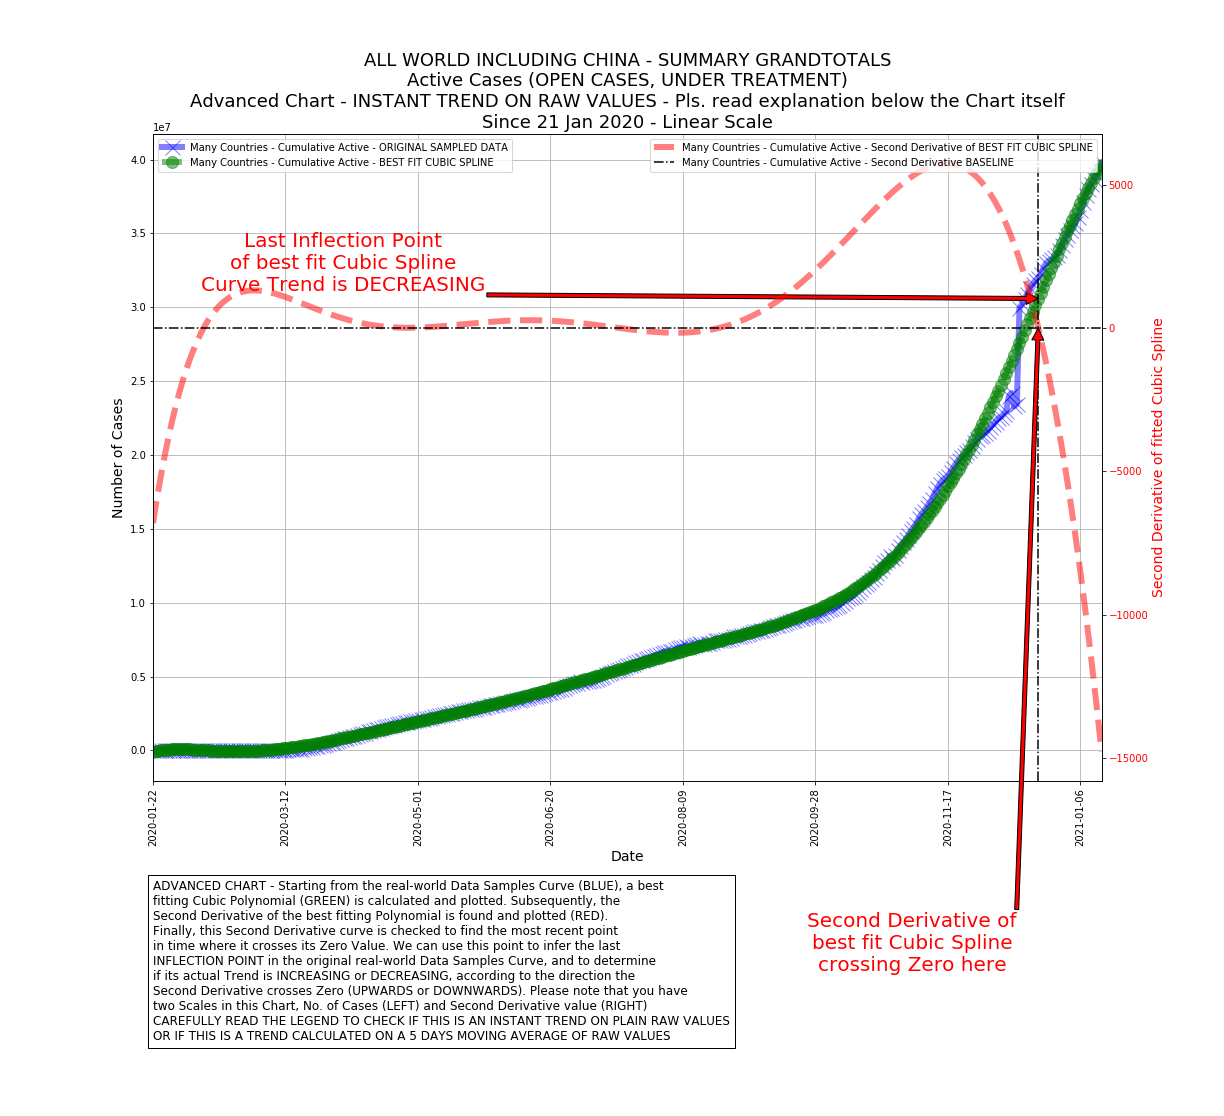 ALL WORLD INCLUDING CHINA - SUMMARY GRANDTOTALS
Active Cases (OPEN CASES, UNDER TREATMENT)
Advanced Chart - INSTANT TREND ON RAW VALUES - Pls. read explanation below the Chart itself
Since 21 Jan 2020 - Linear Scale
1e7
Many Countries - Cumulative Active - ORIGINAL SAMPLED DATA
Many Countries - Cumulative Active - BEST FIT CUBIC SPLINE
Many Countries - Cumulative Active - Second Derivative of BEST FIT CUBIC SPLINE
Many Countries - Cumulative Active - Second Derivative BASELINE
4.0
3.5
3.0
2.5
2.0
1.5
1.0
0.5
0.0
Number of Cases
Last Inflection Point
of best fit Cubic Spline
Curve Trend is DECREASING
5000
0
−5000
−10000
−15000
Second Derivative of fitted Cubic Spline
2020-01-22
2020-03-12
2020-05-01
2020-06-20
2020-08-09
2020-09-28
2020-11-17
2021-01-06
Date
ADVANCED CHART - Starting from the real-world Data Samples Curve (BLUE), a best
fitting Cubic Polynomial (GREEN) is calculated and plotted. Subsequently, the
Second Derivative of the best fitting Polynomial is found and plotted (RED).
Finally, this Second Derivative curve is checked to find the most recent point
in time where it crosses its Zero Value. We can use this point to infer the last
INFLECTION POINT in the original real-world Data Samples Curve, and to determine
if its actual Trend is INCREASING or DECREASING, according to the direction the
Second Derivative crosses Zero (UPWARDS or DOWNWARDS). Please note that you have
two Scales in this Chart, No. of Cases (LEFT) and Second Derivative value (RIGHT)
CAREFULLY READ THE LEGEND TO CHECK IF THIS IS AN INSTANT TREND ON PLAIN RAW VALUES
OR IF THIS IS A TREND CALCULATED ON A 5 DAYS MOVING AVERAGE OF RAW VALUES
Second Derivative of
best fit Cubic Spline
crossing Zero here